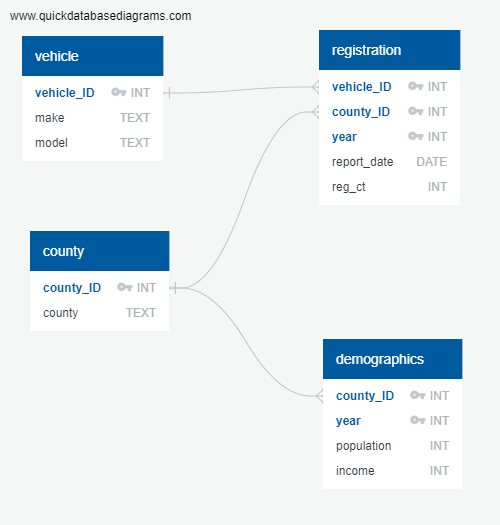 www.quickdatabasediagrams.com
vehicle
vehicle_ID INT
make TEXT
model TEXT
registration
vehicle_ID INT
county_ID INT
year INT
report_date DATE
reg_ct INT
county
county_ID INT
county TEXT
demographics
county_ID INT
year INT
population INT
income INT